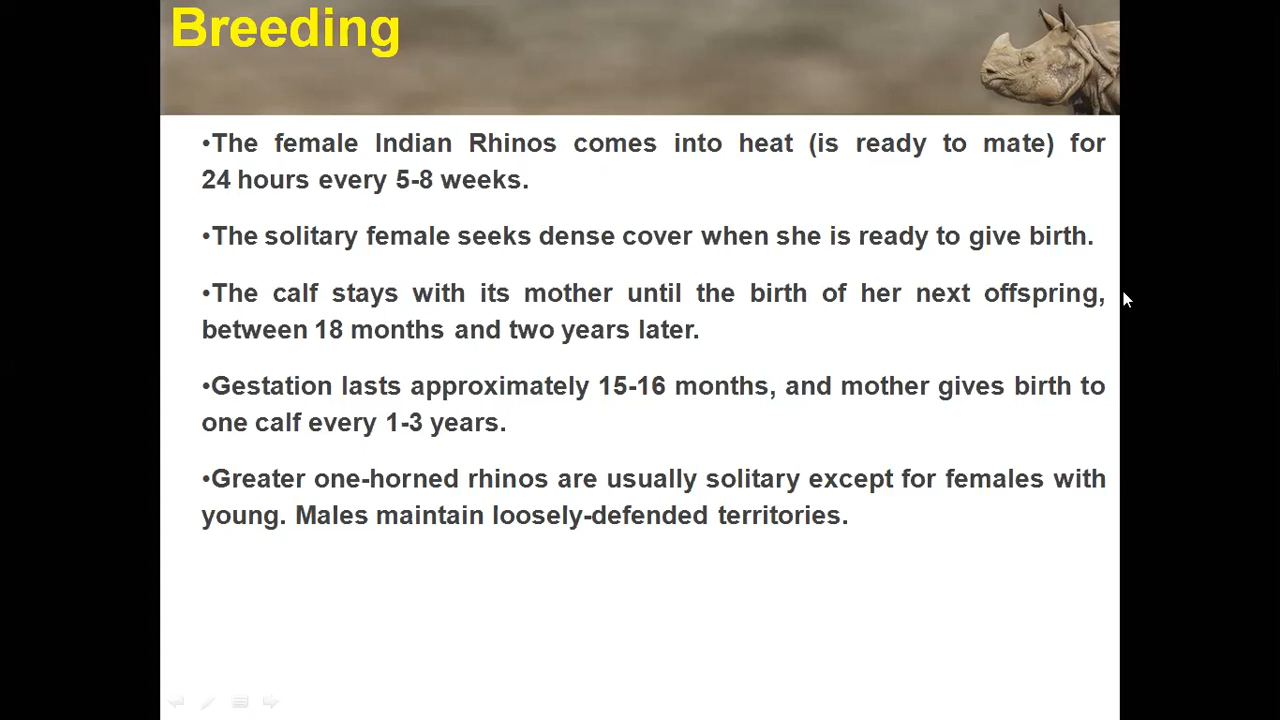 Breeding
•The female Indian Rhinos comes into heat (is ready to mate) for
24 hours every 5-8 weeks.
•The solitary female seeks dense cover when she is ready to give birth.
•The calf stays with its mother until the birth of her next offspring,
between 18 months and two years later.
•Gestation lasts approximately 15-16 months, and mother gives birth to
one calf every 1-3 years.
•Greater one-horned rhinos are usually solitary except for females with
young. Males maintain loosely-defended territories.